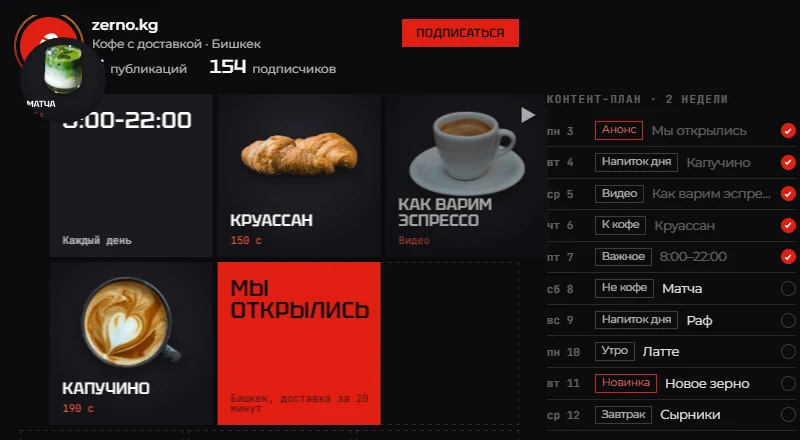 zerno.kg
Кофе с доставкой · Бишкек
публикаций 154 подписчиков
ПОДПИСАТЬСЯ
МАТЧА
:00-22:00
Каждый день
КРУАССАН
150 с
КАК ВАРИМ
ЭСПРЕССО
Видео
КАПУЧИНО
190 с
МЫ
ОТКРЫЛИСЬ
Бишкек, доставка за 20
минут
КОНТЕНТ-ПЛАН · 2 НЕДЕЛИ
пн 3 Анонс Мы открылись
вт 4 Напиток дня Капучино
ср 5 Видео Как варим эспре...
чт 6 К кофе Круассан
пт 7 Важное 8:00–22:00
сб 8 Не кофе Матча
вс 9 Напиток дня Раф
пн 10 Утро Латте
вт 11 Новинка Новое зерно
ср 12 Завтрак Сырники